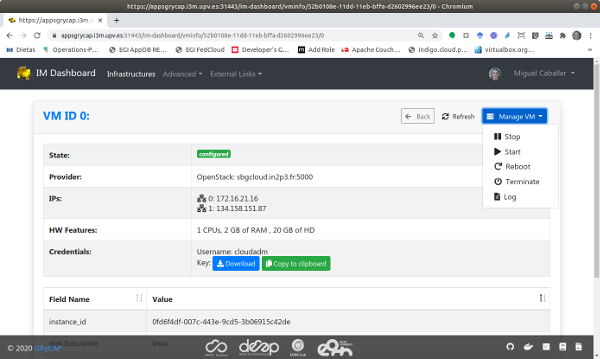 https://appsgrycap.i3m.upv.es:31443/im-dashboard/vminfo/52b0108e-11dd-11eb-bffa-d2602996ee23/0 - Chromium
https://appsgrycap.i3m.upv
appsgrycap.i3m.upv.es:31443/im-dashboard/vminfo/52b0108e-11dd-11eb-bffa-d2602996ee23/0
Dietas Operations-P... EGI AppDB RE... EGI FedCloud Developer's G... Add Role Apache Couch... indigo.cloud.p... virtualbox.org...
IM Dashboard Infrastructures Advanced External Links Miguel Caballer
VM ID 0: Back Refresh Manage VM
Stop
Start
Reboot
Terminate
Log
State: configured
Provider: OpenStack: sbgcloud.in2p3.fr:5000
IPs: 0: 172.16.21.16
1: 134.158.151.87
HW Features: 1 CPUs, 2 GB of RAM , 20 GB of HD
Credentials: Username: cloudadm
Key: Download Copy to clipboard
Field Name Value
instance_id 0fd6f4df-007c-443e-9cd5-3b06915c42de
disk.0.os.name linux
© 2020 GRyCAP deep